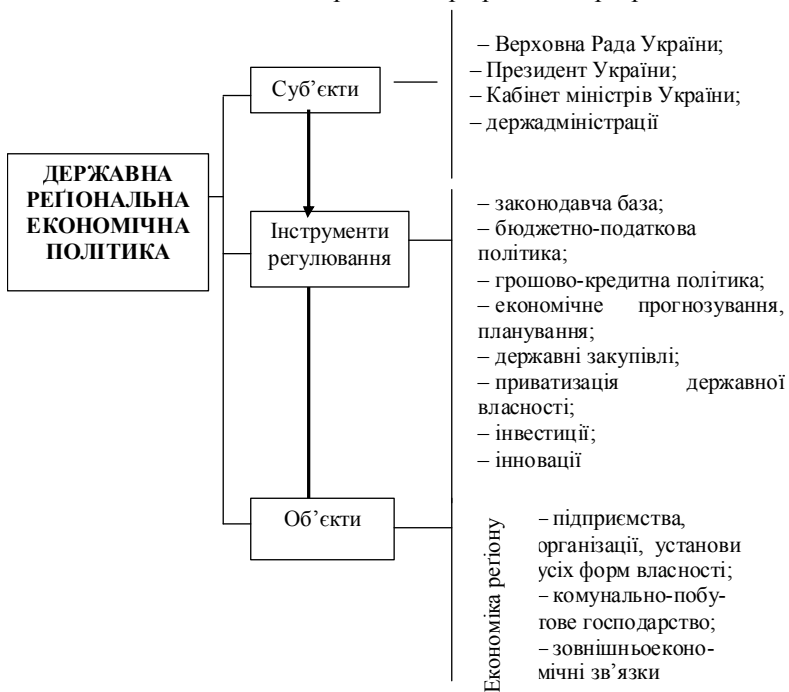 – Верховна Рада України;
– Президент України;
– Кабінет міністрів України;
– держадміністрації
Суб’єкти
ДЕРЖАВНА
РЕГІОНАЛЬНА
ЕКОНОМІЧНА
ПОЛІТИКА
Інструменти
регулювання
– законодавча база;
– бюджетно-податкова
політика;
– грошово-кредитна політика;
– економічне прогнозування,
планування;
– державні закупівлі;
– приватизація державної
власності;
– інвестиції;
– інновації
Об’єкти
Економіка регіону
– підприємства,
організації, установи
усіх форм власності;
– комунально-побу-
тове господарство;
– зовнішньоеконо-
мічні зв’язки